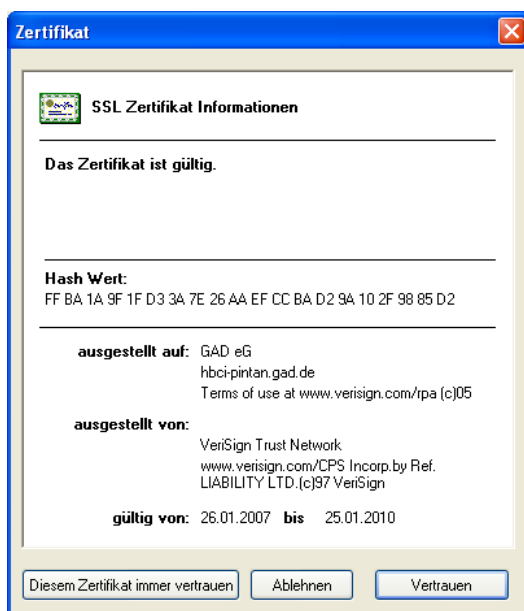 Zertifikat
SSL Zertifikat Informationen
Das Zertifikat ist gültig.
Hash Wert:
FF BA 1A 9F 1F D3 3A 7E 26 AA EF CC BA D2 9A 10 2F 98 85 D2
ausgestellt auf: GAD eG
hbci-pintan.gad.de
Terms of use at www.verisign.com/rpa (c)05
ausgestellt von:
VeriSign Trust Network
www.verisign.com/CPS Incorp.by Ref.
LIABILITY LTD.(c)97 VeriSign
gültig von: 26.01.2007 bis 25.01.2010
Diesem Zertifikat immer vertrauen Ablehnen Vertrauen